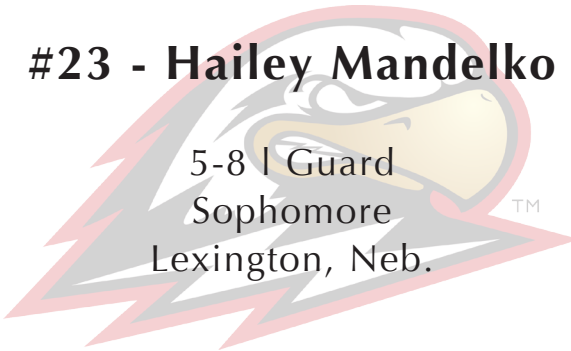 #23 - Hailey Mandelko
5-8 | Guard
Sophomore
TM
Lexington, Neb.